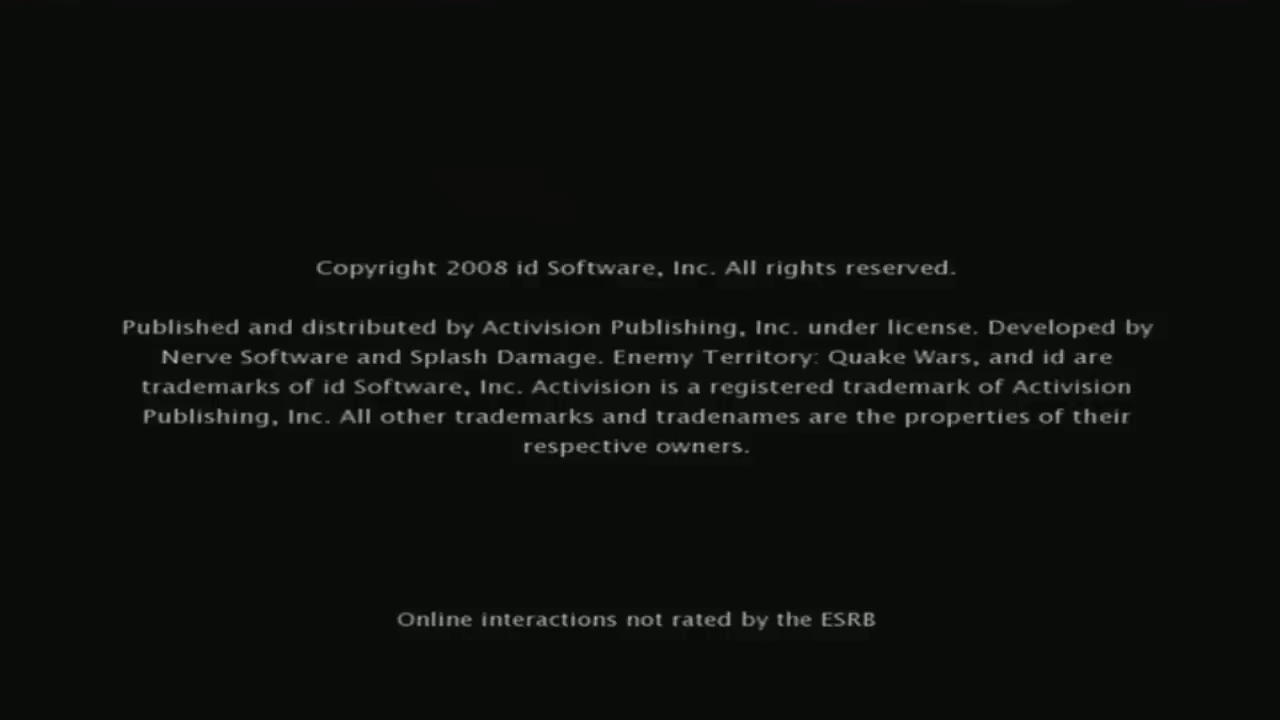 Copyright 2008 id Software, Inc. All rights reserved.
Published and distributed by Activision Publishing, Inc. under license. Developed by
Nerve Software and Splash Damage. Enemy Territory: Quake Wars, and id are
trademarks of id Software, Inc. Activision is a registered trademark of Activision
Publishing, Inc. All other trademarks and tradenames are the properties of their
respective owners.
Online interactions not rated by the ESRB